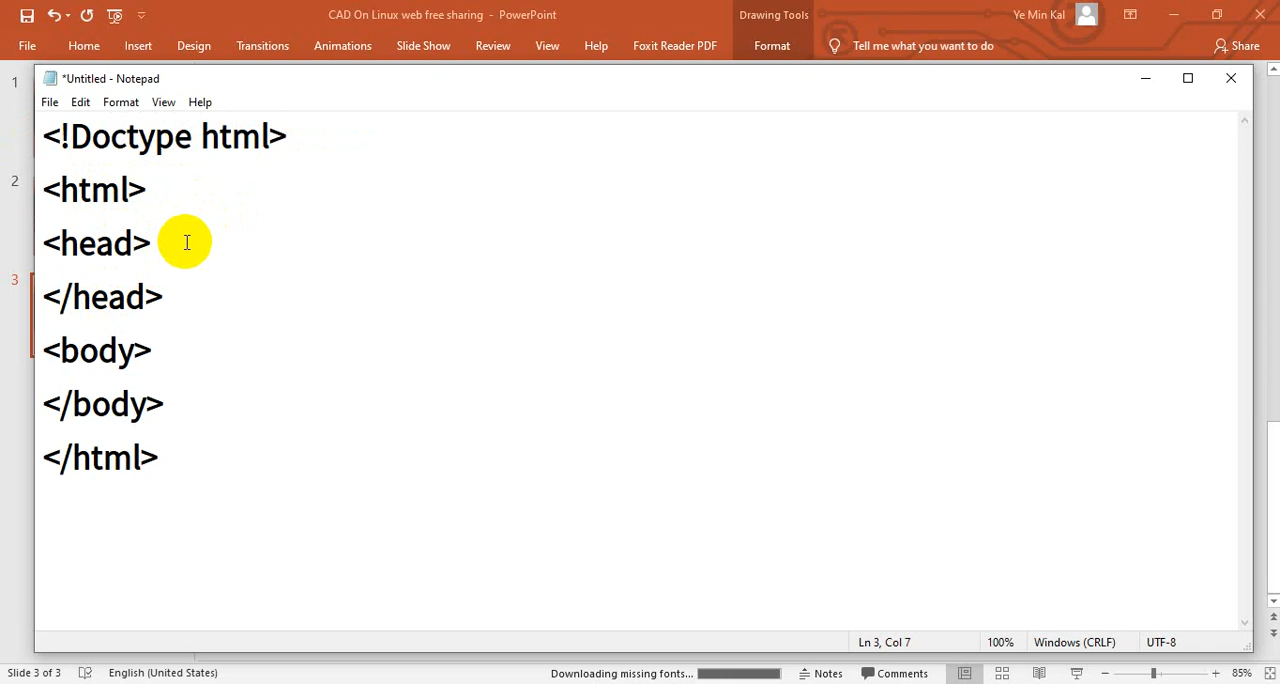 CAD On Linux web free sharing - PowerPoint
Drawing Tools
Ye Min Kal
File Home Insert Design Transitions Animations Slide Show Review View Help Foxit Reader PDF Format Tell me what you want to do Share
1
*Untitled - Notepad
File Edit Format View Help
<!Doctype html>
2
<html>
<head>
3
</head>
<body>
</body>
</html>
Ln 3, Col 7 100% Windows (CRLF) UTF-8
Slide 3 of 3 English (United States) Downloading missing fonts... Notes Comments 85%